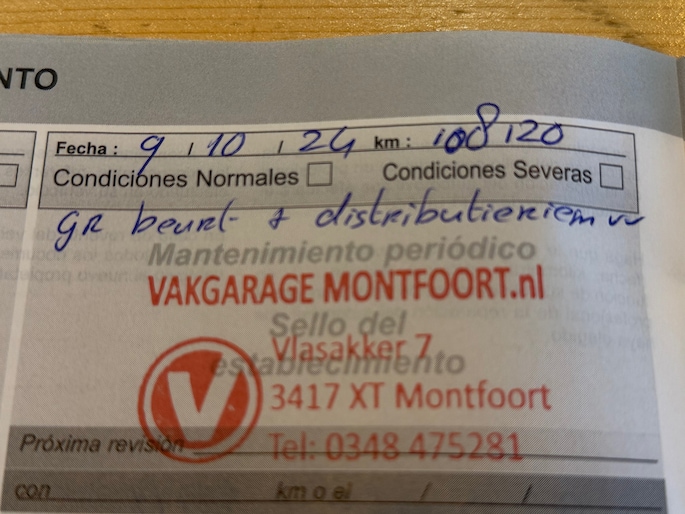 NTO
Fecha : 9 / 10 / 24 km : 108120
Condiciones Normales Condiciones Severas
GR beurt + distributieriem vv
Mantenimiento periódico
VAKGARAGE MONTFOORT.nl
Sello del
Vlasakker 7
establecimiento
V
3417 XT Montfoort
Próxima revisión
Tel: 0348 475281
con km o el / /